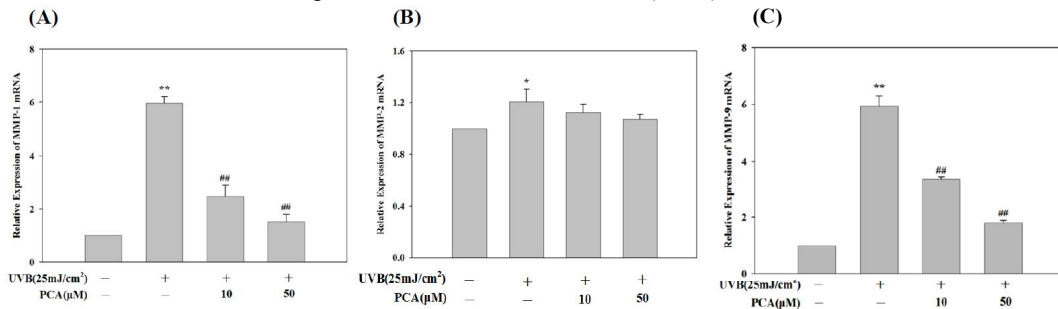 (A)
Relative Expression of MMP-1 mRNA
8
6
4
2
0
**
##
##
UVB(25mJ/cm²) − + + +
PCA(μM) − − 10 50
(B)
Relative Expression of MMP-2 mRNA
1.6
1.2
0.8
0.4
0.0
*
UVB(25mJ/cm²) − + + +
PCA(μM) − − 10 50
(C)
Relative Expression of MMP-9 mRNA
8
6
4
2
0
**
##
##
UVB(25mJ/cm²) − + + +
PCA(μM) − − 10 50